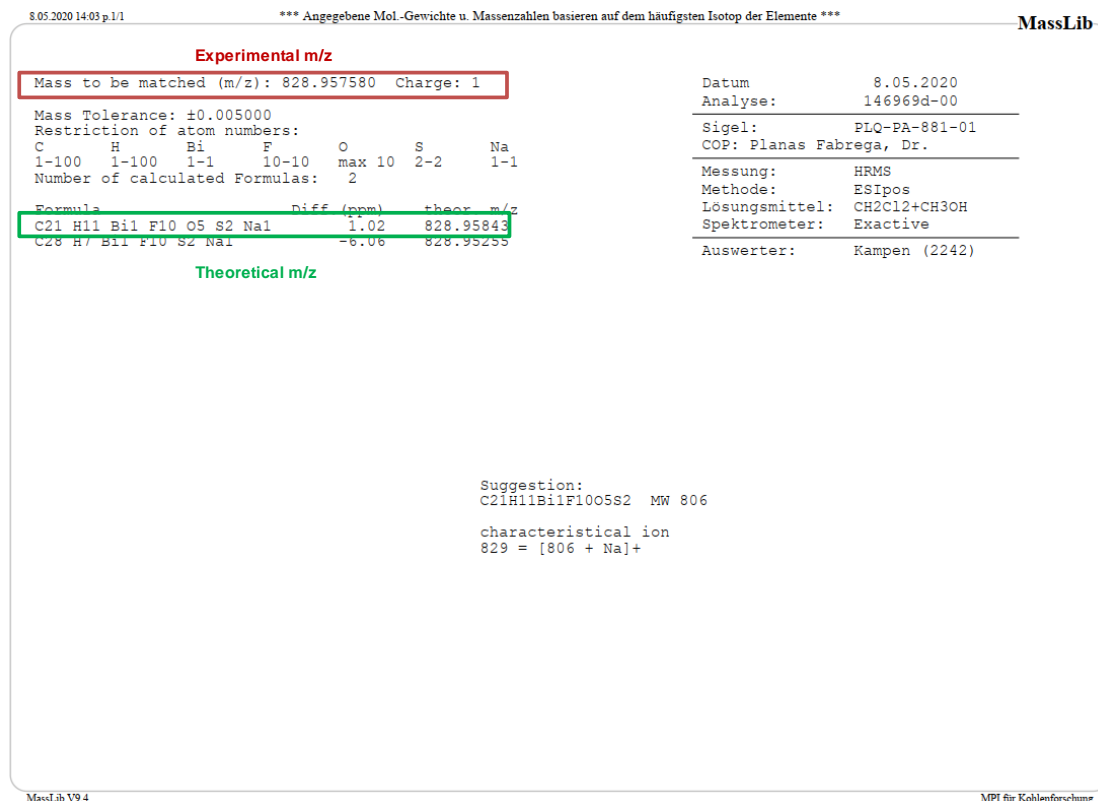 8.05.2020 14:03 p.1/1 *** Angegebene Mol.-Gewichte u. Massenzahlen basieren auf dem häufigsten Isotop der Elemente *** MassLib
Experimental m/z
Mass to be matched (m/z): 828.957580 Charge: 1
Mass Tolerance: ±0.005000
Restriction of atom numbers:
C H Bi F O S Na
1-100 1-100 1-1 10-10 max 10 2-2 1-1
Number of calculated Formulas: 2
Formula Diff (ppm) theor. m/z
C21 H11 Bi1 F10 O5 S2 Na1 1.02 828.95843
C28 H7 Bi1 F10 S2 Na1 -6.06 828.95255
Theoretical m/z
Datum 8.05.2020
Analyse: 146969d-00
Sigel: PLQ-PA-881-01
COP: Planas Fabrega, Dr.
Messung: HRMS
Methode: ESIpos
Lösungsmittel: CH2Cl2+CH3OH
Spektrometer: Exactive
Auswerter: Kampen (2242)
Suggestion:
C21H11Bi1F10O5S2 MW 806
characteristical ion
829 = [806 + Na]+
MassLib V9.4 MPI für Kohlenforschung